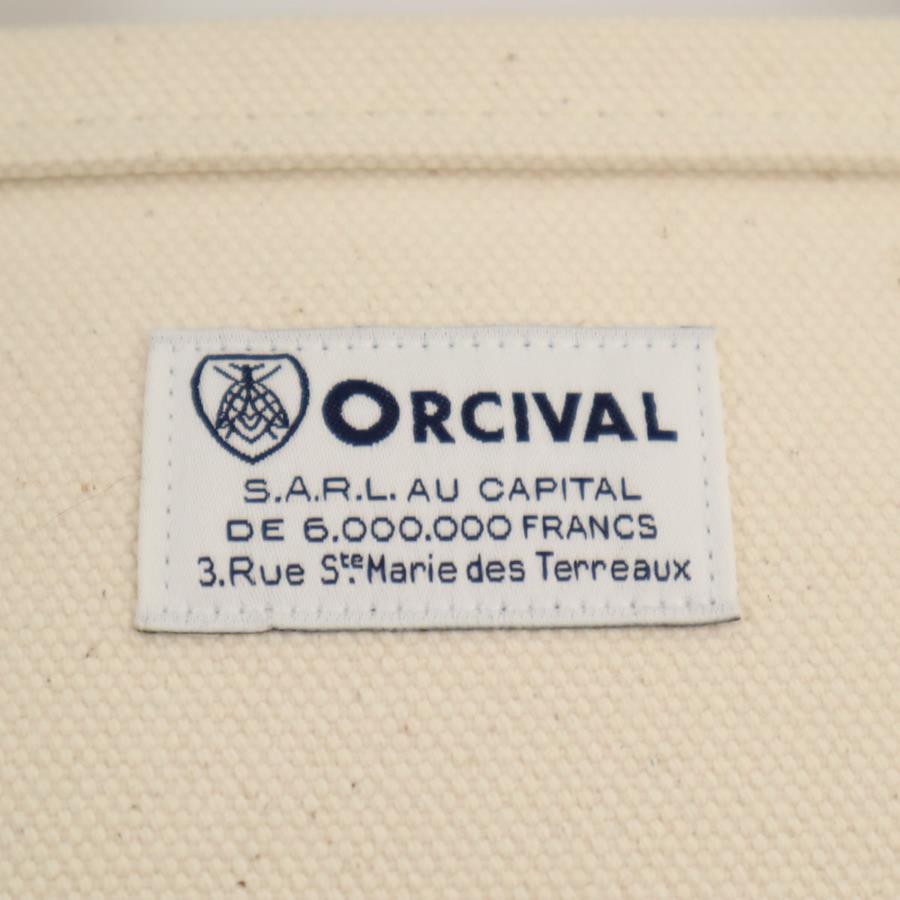 ORCIVAL
S.A.R.L. AU CAPITAL
DE 6.000.000 FRANCS
3.Rue Ste. Marie des Terreaux